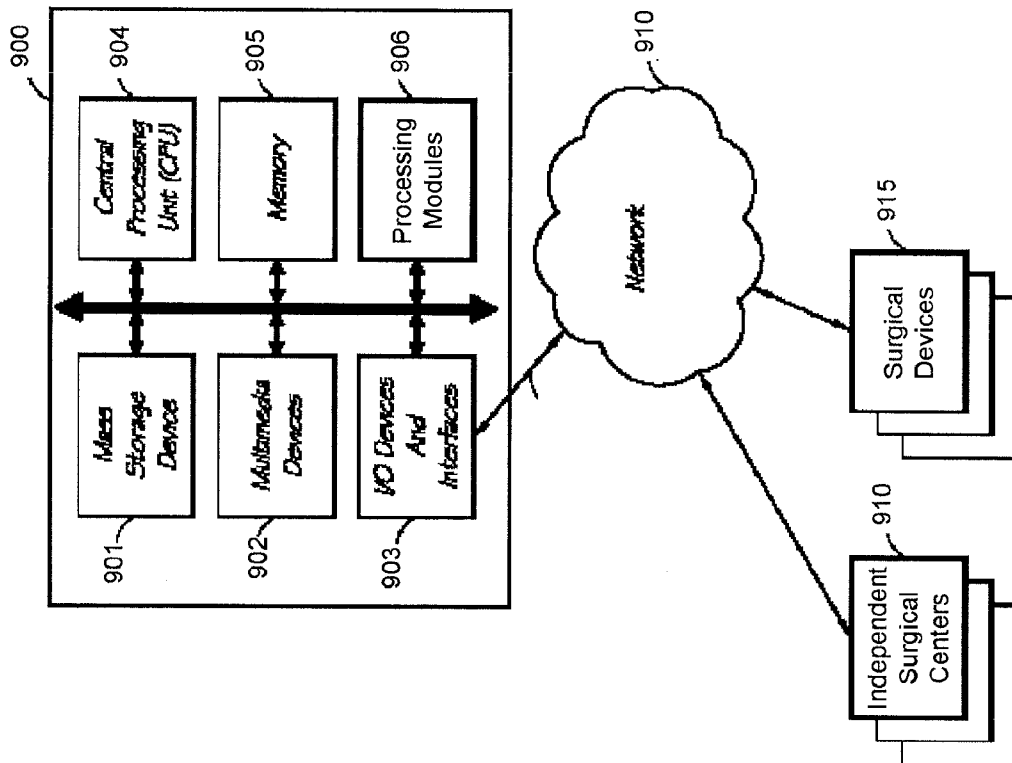 900
904
Central
Processing
Unit (CPU)
905
Memory
906
Processing
Modules
Mass
Storage
Device
901
Multimedia
Devices
902
I/O Devices
And
Interfaces
903
910
Network
915
Surgical
Devices
910
Independent
Surgical
Centers